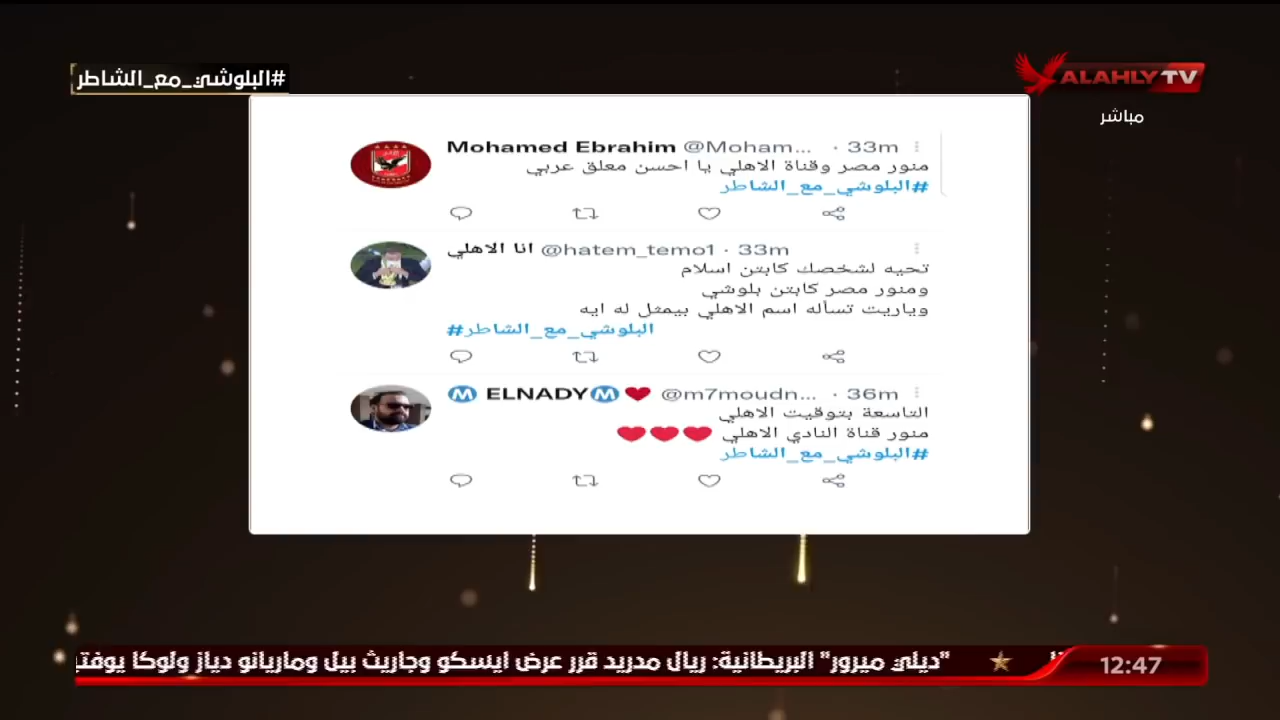 #البلوشي_مع_الشاطر
ALAHLY TV
مباشر
Mohamed Ebrahim @Moham... · 33m
منور مصر وقناة الاهلي يا احسن معلق عربي
#البلوشي_مع_الشاطر
انا الاهلي @hatem_temo1 · 33m
تحيه لشخصك كابتن اسلام
ومنور مصر كابتن بلوشي
وياريت تسأله اسم الاهلي بيمثل له ايه
#البلوشي_مع_الشاطر
Ⓜ️ ELNADYⓂ️ ❤️ @m7moudn... · 36m
التاسعة بتوقيت الاهلي
منور قناة النادي الاهلي ❤️❤️❤️
#البلوشي_مع_الشاطر
"ديلي ميرور" البريطانية: ريال مدريد قرر عرض ايسكو وجاريث بيل وماريانو دياز ولوكا يوفتي
12:47